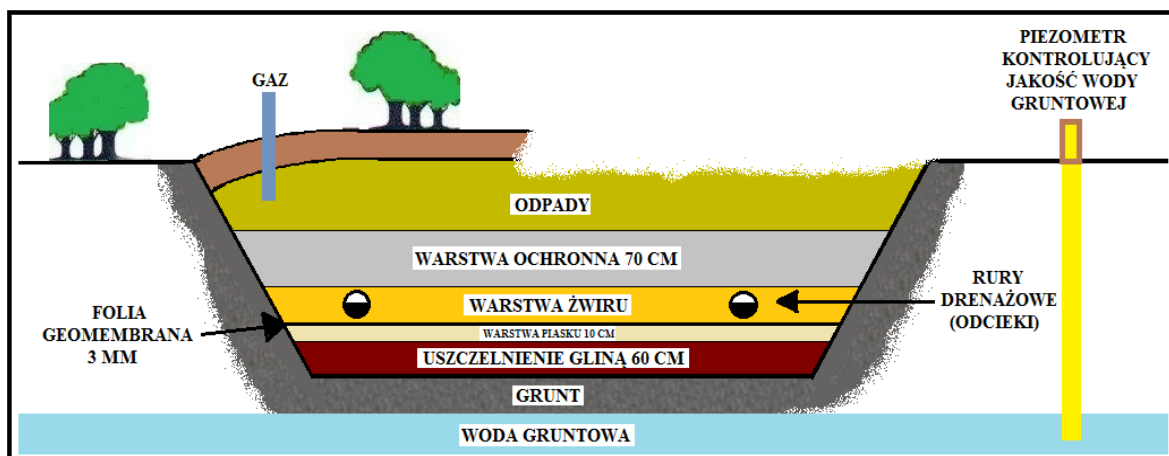 PIEZOMETR
KONTROLUJĄCY
JAKOŚĆ WODY
GRUNTOWEJ
GAZ
ODPADY
WARSTWA OCHRONNA 70 CM
WARSTWA ŻWIRU
RURY
DRENAŻOWE
(ODCIEKI)
FOLIA
GEOMEMBRANA
3 MM
WARSTWA PIASKU 10 CM
USZCZELNIENIE GLINĄ 60 CM
GRUNT
WODA GRUNTOWA